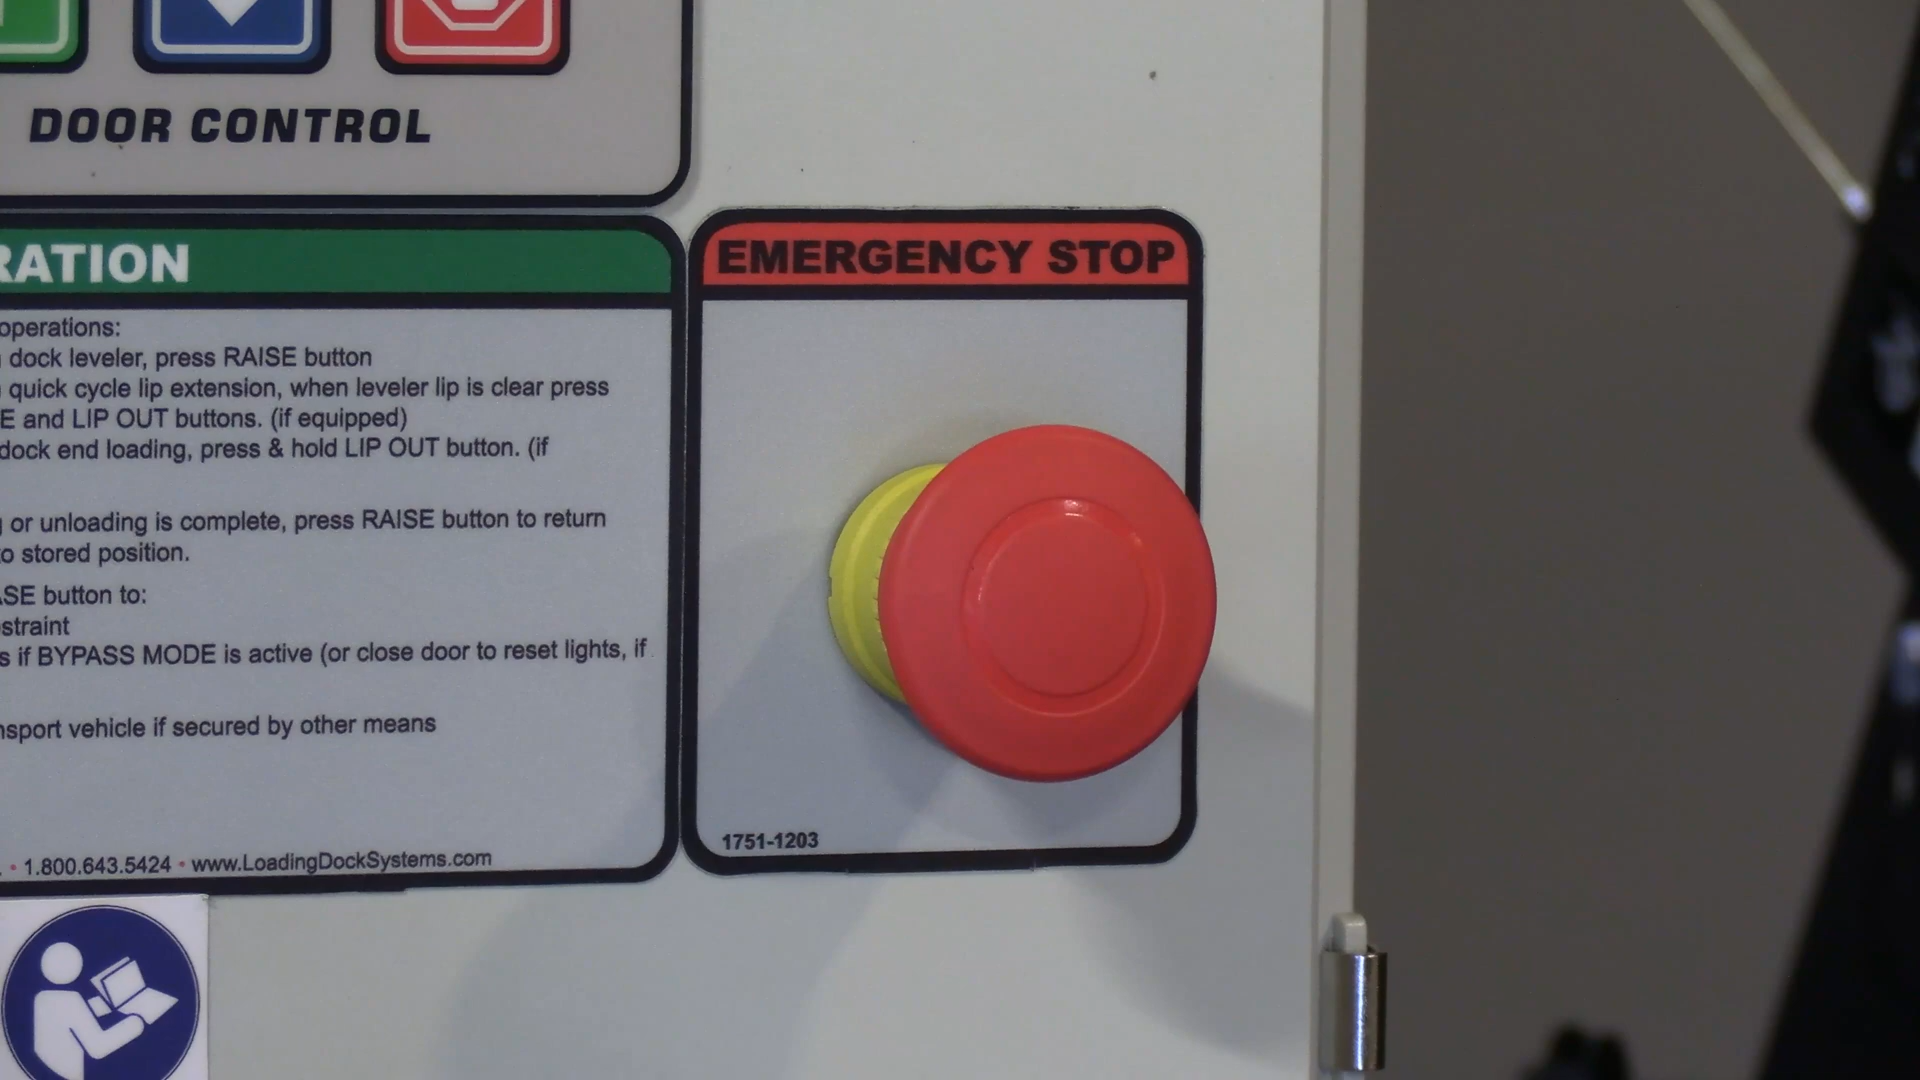 DOOR CONTROL
RATION
operations:
dock leveler, press RAISE button
quick cycle lip extension, when leveler lip is clear press
E and LIP OUT buttons. (if equipped)
dock end loading, press & hold LIP OUT button. (if
or unloading is complete, press RAISE button to return
to stored position.
SE button to:
straint
s if BYPASS MODE is active (or close door to reset lights, if
nsport vehicle if secured by other means
• 1.800.643.5424 • www.LoadingDockSystems.com
EMERGENCY STOP
1751-1203